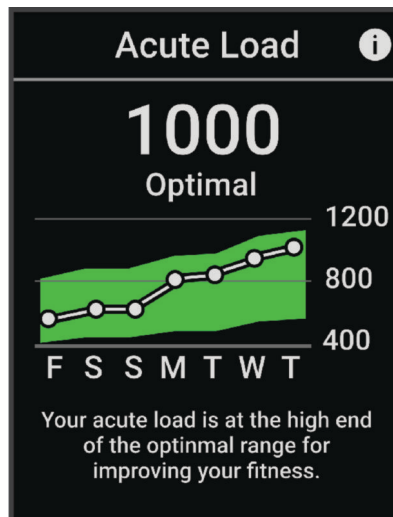 Acute Load i
1000
Optimal
1200
800
400
F S S M T W T
Your acute load is at the high end
of the optinmal range for
improving your fitness.